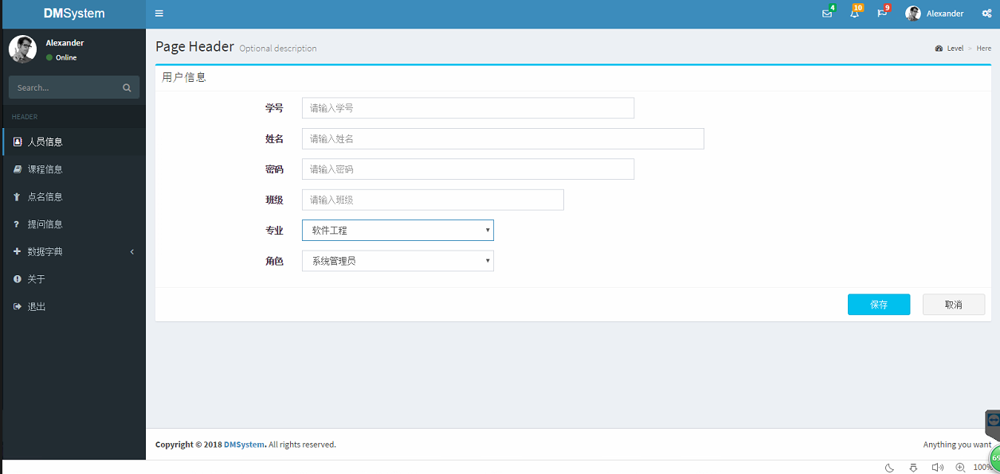 DMSystem
4
10
9
Alexander
Alexander
Online
Search...
HEADER
人员信息
课程信息
点名信息
提问信息
数据字典
关于
退出
Page Header Optional description
Level > Here
用户信息
学号 请输入学号
姓名 请输入姓名
密码 请输入密码
班级 请输入班级
专业 软件工程
角色 系统管理员
保存 取消
Copyright © 2018 DMSystem. All rights reserved.
Anything you want
100%